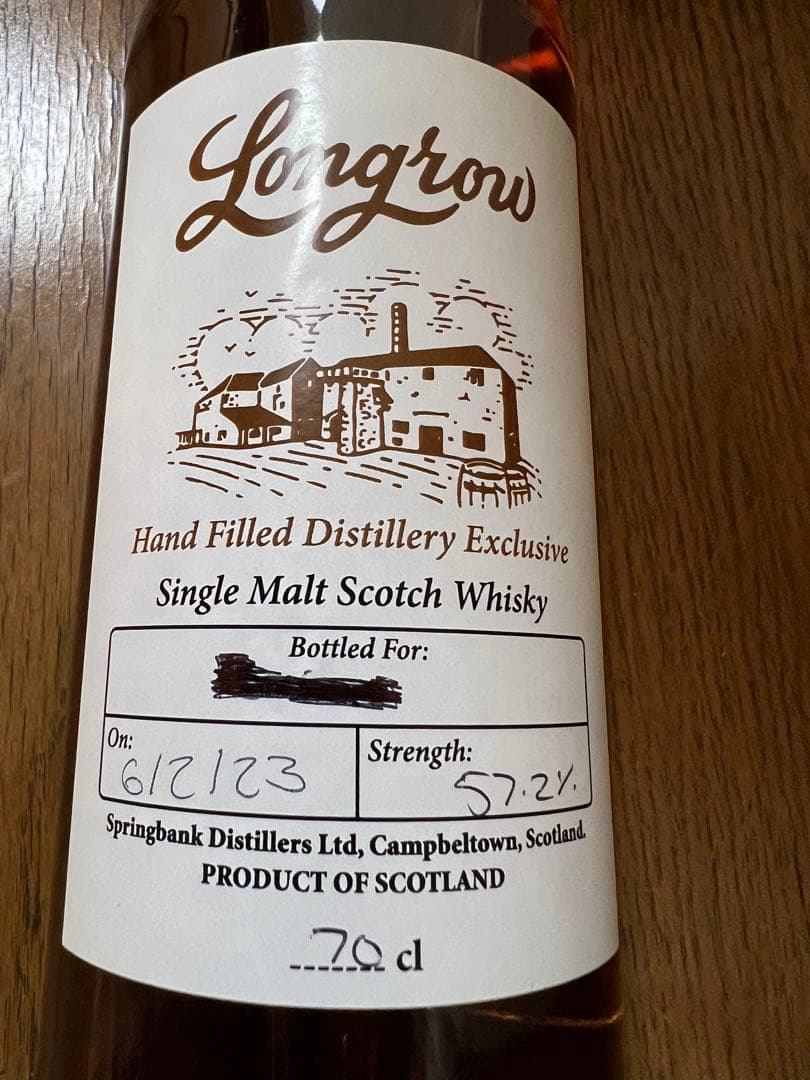 Longrow
Hand Filled Distillery Exclusive
Single Malt Scotch Whisky
Bottled For:
On:
6/2/23
Strength:
57.2%.
Springbank Distillers Ltd, Campbeltown, Scotland.
PRODUCT OF SCOTLAND
70 cl